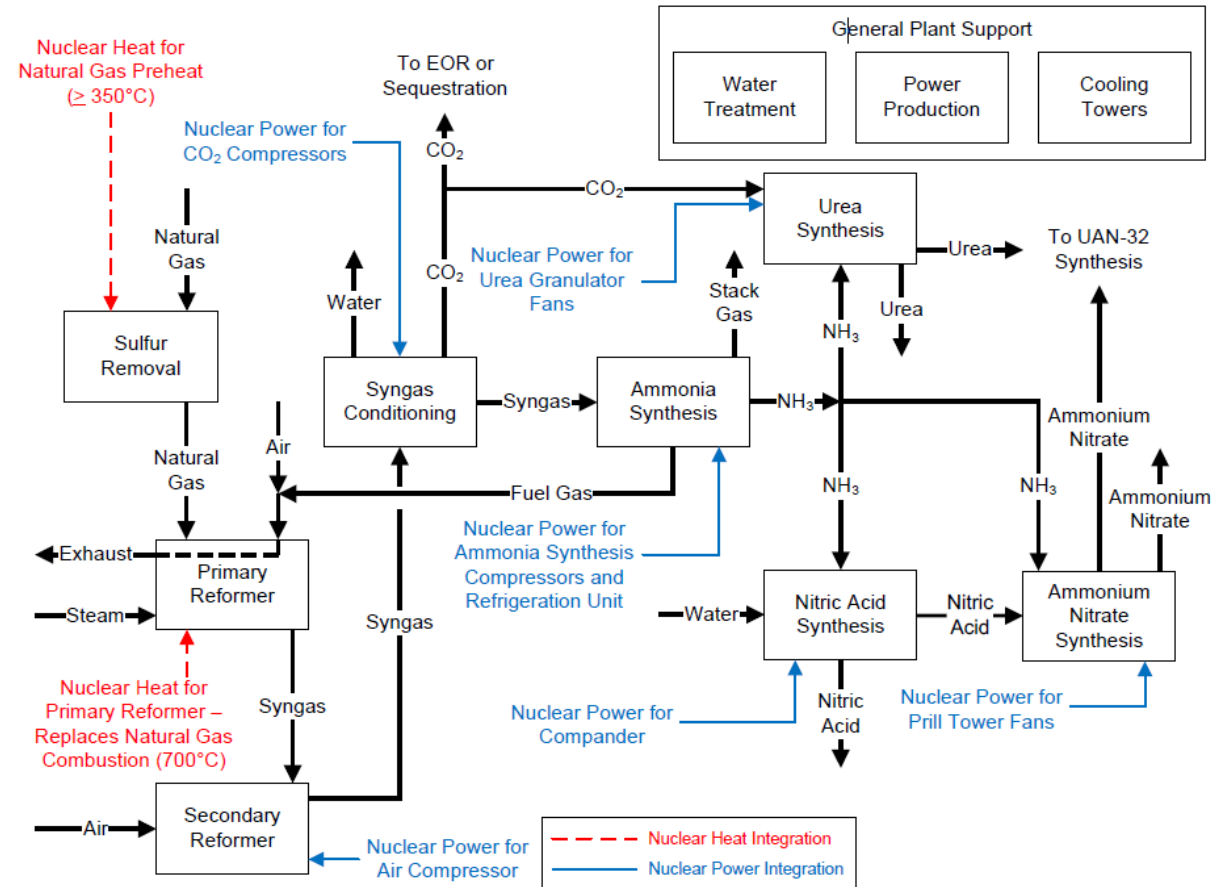 General Plant Support
Water
Treatment
Power
Production
Cooling
Towers
Nuclear Heat for
Natural Gas Preheat
(≥ 350°C)
To EOR or
Sequestration
Nuclear Power for
CO₂ Compressors
CO₂
CO₂
CO₂
Natural
Gas
Urea
Synthesis
Urea
Urea
To UAN-32
Synthesis
Nuclear Power for
Urea Granulator
Fans
Water
Stack
Gas
NH₃
Sulfur
Removal
Syngas
Conditioning
Syngas
Ammonia
Synthesis
NH₃
Ammonium
Nitrate
Natural
Gas
Air
Fuel Gas
NH₃
NH₃
Ammonium
Nitrate
Exhaust
Primary
Reformer
Steam
Nuclear Power for
Ammonia Synthesis
Compressors and
Refrigeration Unit
Syngas
Water
Nitric Acid
Synthesis
Nitric
Acid
Ammonium
Nitrate
Synthesis
Nuclear Heat for
Primary Reformer –
Replaces Natural Gas
Combustion (700°C)
Syngas
Nuclear Power for
Compander
Nitric
Acid
Nuclear Power for
Prill Tower Fans
Air
Secondary
Reformer
Nuclear Power for
Air Compressor
Nuclear Heat Integration
Nuclear Power Integration